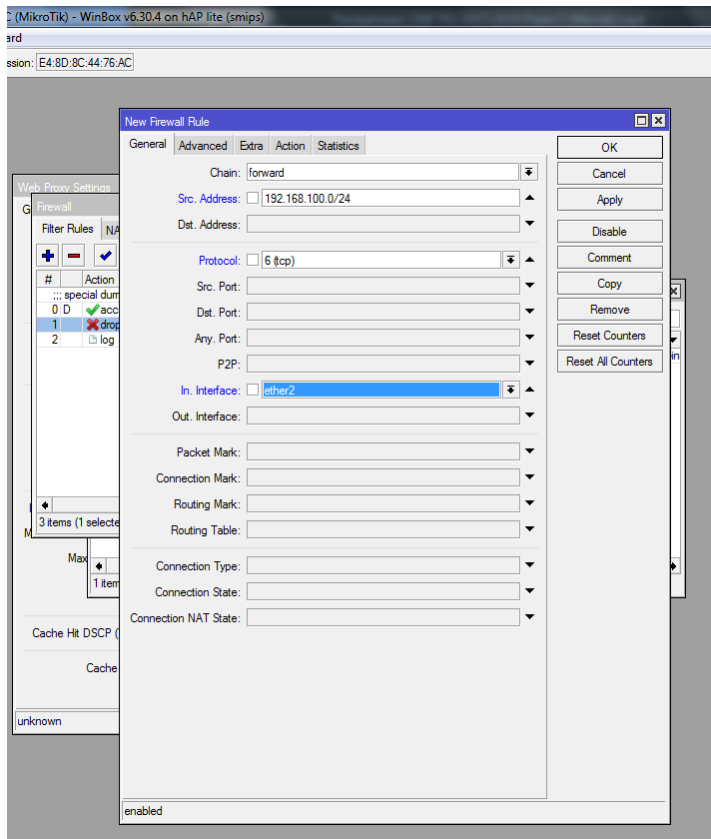 C (MikroTik) - WinBox v6.30.4 on hAP lite (smips)
ard
ssion: E4:8D:8C:44:76:AC
New Firewall Rule
General Advanced Extra Action Statistics
Chain: forward
Src. Address: 192.168.100.0/24
Dst. Address:
Protocol: 6 (tcp)
Src. Port:
Dst. Port:
Any. Port:
P2P:
In. Interface: ether2
Out. Interface:
Packet Mark:
Connection Mark:
Routing Mark:
Routing Table:
Connection Type:
Connection State:
Connection NAT State:
enabled
OK
Cancel
Apply
Disable
Comment
Copy
Remove
Reset Counters
Reset All Counters
Web Proxy Settings
G
Firewall
Filter Rules NA
# Action
;;; special dum
0 D acc
1 drop
2 log
3 items (1 selecte
M
Max
1 item
Cache Hit DSCP (
Cache
unknown
in